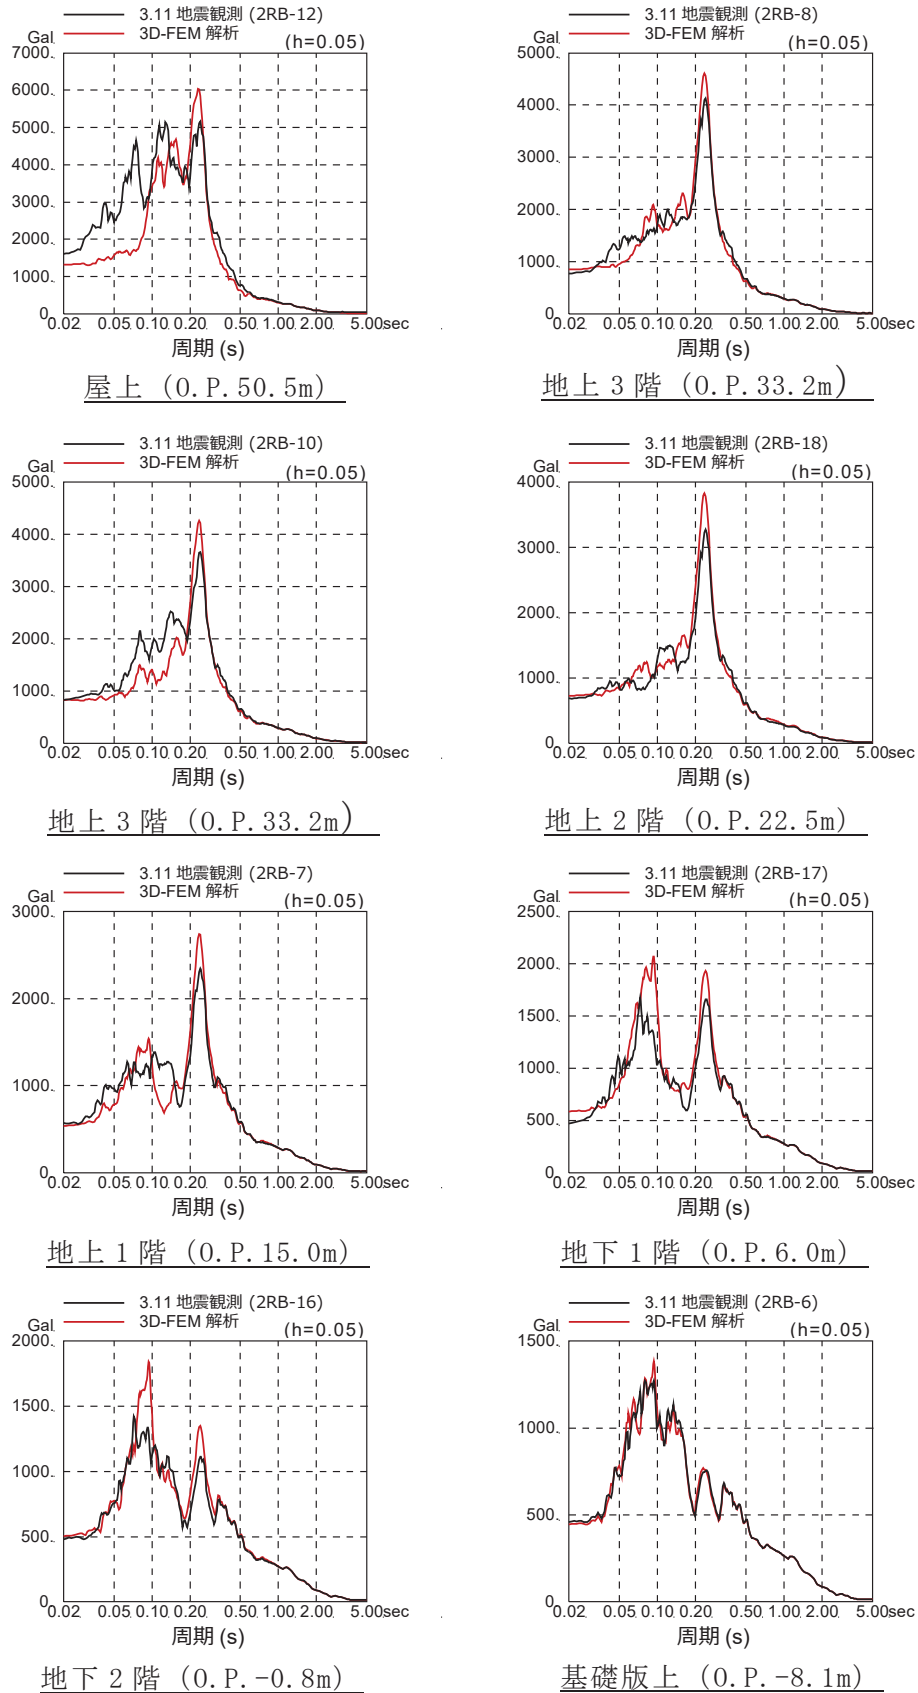 3.11 地震観測 (2RB-12)
3D-FEM 解析
Gal.
(h=0.05)
7000.
6000.
5000.
4000.
3000.
2000.
1000.
0.
0.02 0.05 0.10 0.20 0.50 1.00 2.00 5.00sec
周期 (s)
屋上 (O.P.50.5m)
3.11 地震観測 (2RB-8)
3D-FEM 解析
Gal.
(h=0.05)
5000.
4000.
3000.
2000.
1000.
0.
0.02 0.05 0.10 0.20 0.50 1.00 2.00 5.00sec
周期 (s)
地上 3 階 (O.P.33.2m)
3.11 地震観測 (2RB-10)
3D-FEM 解析
Gal.
(h=0.05)
5000.
4000.
3000.
2000.
1000.
0.
0.02 0.05 0.10 0.20 0.50 1.00 2.00 5.00sec
周期 (s)
地上 3 階 (O.P.33.2m)
3.11 地震観測 (2RB-18)
3D-FEM 解析
Gal.
(h=0.05)
4000.
3000.
2000.
1000.
0.
0.02 0.05 0.10 0.20 0.50 1.00 2.00 5.00sec
周期 (s)
地上 2 階 (O.P.22.5m)
3.11 地震観測 (2RB-7)
3D-FEM 解析
Gal.
(h=0.05)
3000.
2000.
1000.
0.
0.02 0.05 0.10 0.20 0.50 1.00 2.00 5.00sec
周期 (s)
地上 1 階 (O.P.15.0m)
3.11 地震観測 (2RB-17)
3D-FEM 解析
Gal.
(h=0.05)
2500.
2000.
1500.
1000.
500.
0.
0.02 0.05 0.10 0.20 0.50 1.00 2.00 5.00sec
周期 (s)
地下 1 階 (O.P.6.0m)
3.11 地震観測 (2RB-16)
3D-FEM 解析
Gal.
(h=0.05)
2000.
1500.
1000.
500.
0.
0.02 0.05 0.10 0.20 0.50 1.00 2.00 5.00sec
周期 (s)
地下 2 階 (O.P.-0.8m)
3.11 地震観測 (2RB-6)
3D-FEM 解析
Gal.
(h=0.05)
1500.
1000.
500.
0.
0.02 0.05 0.10 0.20 0.50 1.00 2.00 5.00sec
周期 (s)
基礎版上 (O.P.-8.1m)